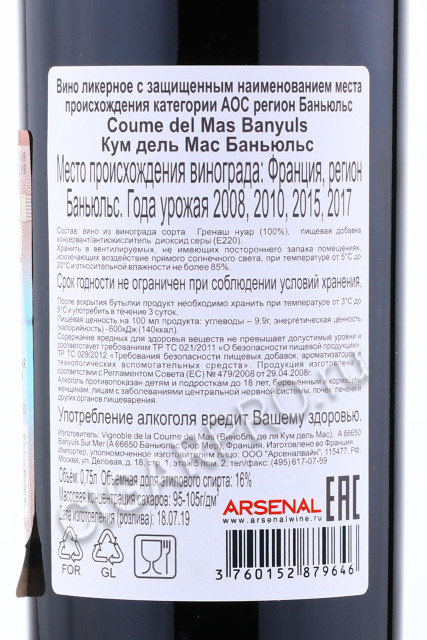 Вино ликерное с защищенным наименованием места
происхождения категории АОС регион Баньюльс
Coume del Mas Banyuls
Кум дель Мас Баньюльс
Место происхождения винограда: Франция, регион
Баньюльс. Года урожая 2008, 2010, 2015, 2017
Состав: вино из винограда сорта Гренаш нуар (100%), пищевая добавка
консервант/антиокислитель диоксид серы (Е220).
Хранить в вентилируемых, не имеющих постороннего запаха помещениях,
исключающих воздействие прямого солнечного света, при температуре от 5°С до
20°С и относительной влажности не более 85%.
Срок годности не ограничен при соблюдении условий хранения.
После вскрытия бутылки продукт необходимо хранить при температуре от 3°С до
5°С и употребить в течение 3 суток.
Пищевая ценность на 100 мл продукта: углеводы – 9,9г, энергетическая ценность
(калорийность) - 600кДж (140ккал).
Содержание вредных для здоровья веществ не превышает допустимые уровни и
соответствует требованиям ТР ТС 021/2011 «О безопасности пищевой продукции»,
ТР ТС 029/2012 «Требования безопасности пищевых добавок, ароматизаторов и
технологических вспомогательных средств». Продукция изготовлена в
соответствии с Регламентом Совета (ЕС) № 479/2008 от 29.04.2008г.
Алкоголь противопоказан детям и подросткам до 18 лет, беременным и кормящим
женщинам, лицам с заболеваниями центральной нервной системы, почек, печени и
других органов пищеварения.
Употребление алкоголя вредит Вашему здоровью.
Изготовитель: Vignoble de la Coume del Mas (Винобль де ля Кум дель Мас), А 66650
Banyuls Sur Mer (А 66650 Баньюльс Сюр Мер), Франция. Изготовлено во Франции.
Импортер, уполномоченное изготовителем лицо: ООО "Арсеналвайн", 115477, РФ,
Москва, ул. Деловая, д. 18, тел./факс: (495)617-07-59
Объём: 0,75л Объемная доля этилового спирта: 16%
Массовая концентрация сахаров: 95-105г/дм³
Дата изготовления (розлива): 18.07.19
ARSENAL
www.arsenalwine.ru
EAC
FOR
GL
3 760152 879646